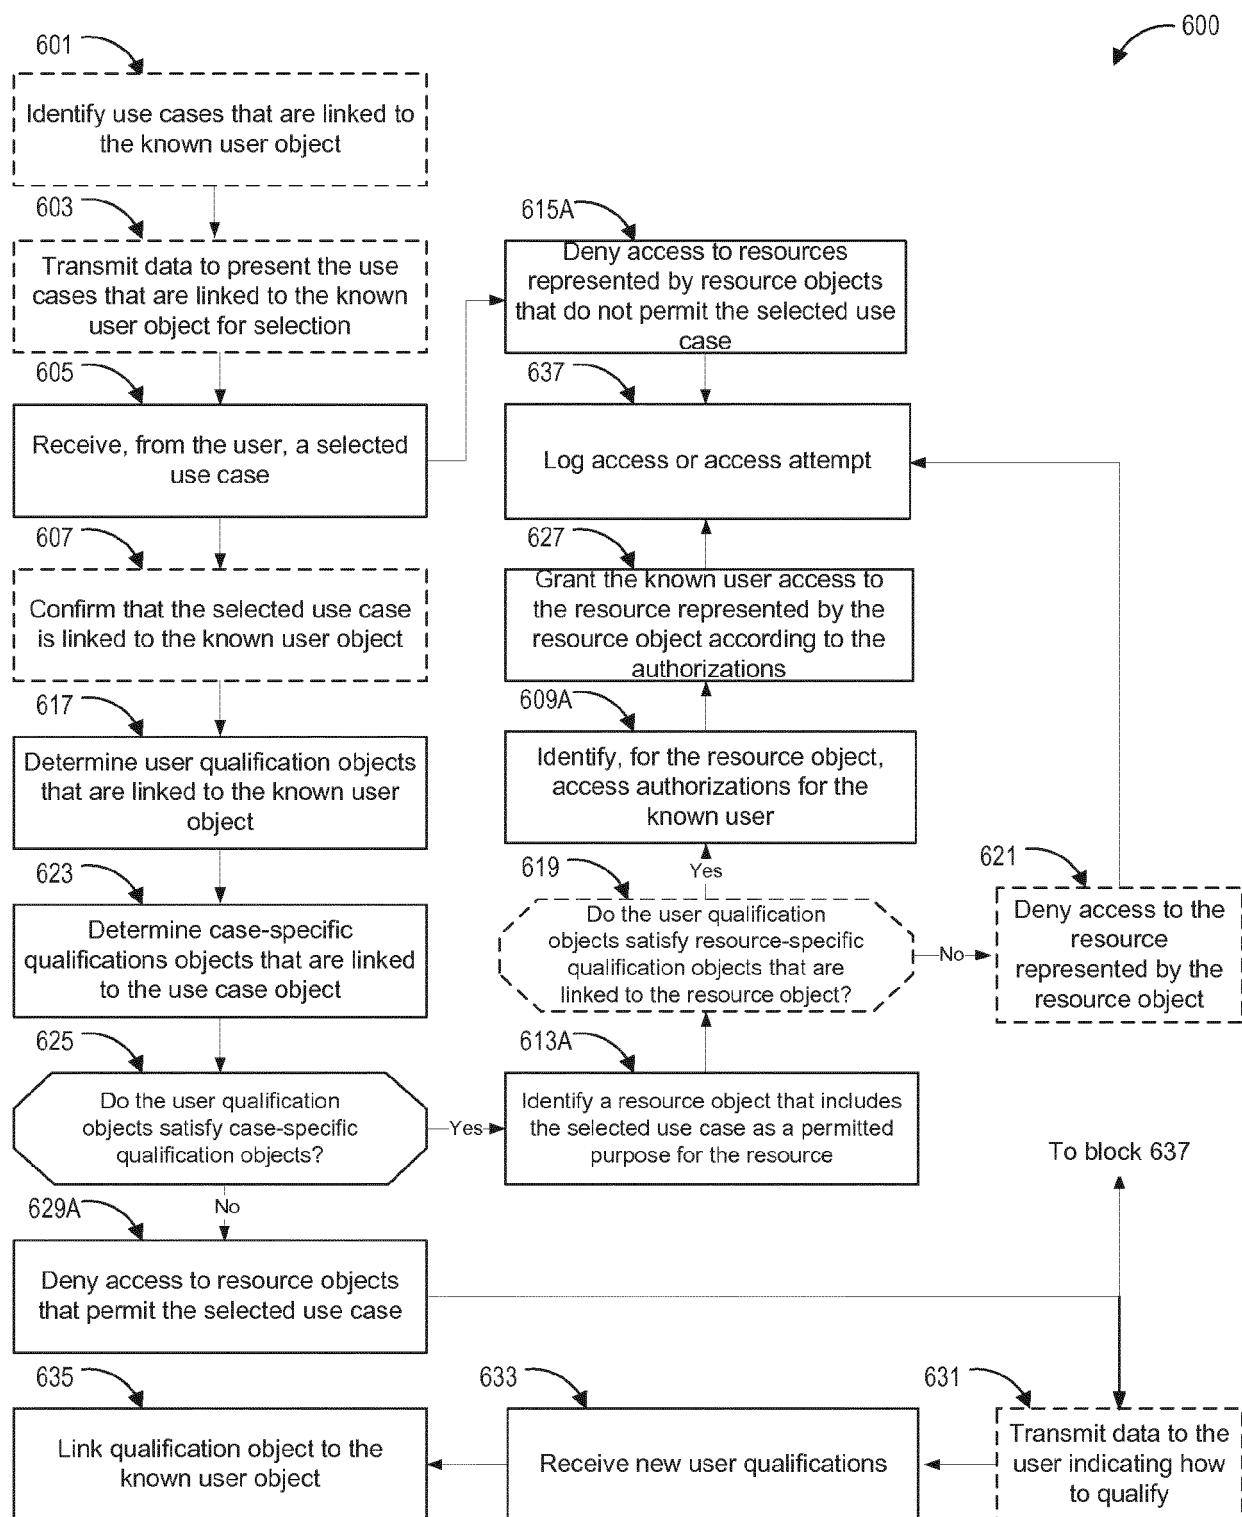 600
601
Identify use cases that are linked to
the known user object
603
Transmit data to present the use
cases that are linked to the known
user object for selection
605
Receive, from the user, a selected
use case
607
Confirm that the selected use case
is linked to the known user object
617
Determine user qualification objects
that are linked to the known user
object
623
Determine case-specific
qualifications objects that are linked
to the use case object
625
Do the user qualification
objects satisfy case-specific
qualification objects?
Yes
No
629A
Deny access to resource objects
that permit the selected use case
635
Link qualification object to the
known user object
615A
Deny access to resources
represented by resource objects
that do not permit the selected use
case
637
Log access or access attempt
627
Grant the known user access to
the resource represented by the
resource object according to the
authorizations
609A
Identify, for the resource object,
access authorizations for the
known user
619
Yes
Do the user qualification
objects satisfy resource-specific
qualification objects that are
linked to the resource object?
No
613A
Identify a resource object that includes
the selected use case as a permitted
purpose for the resource
633
Receive new user qualifications
621
Deny access to the
resource
represented by the
resource object
To block 637
631
Transmit data to the
user indicating how
to qualify